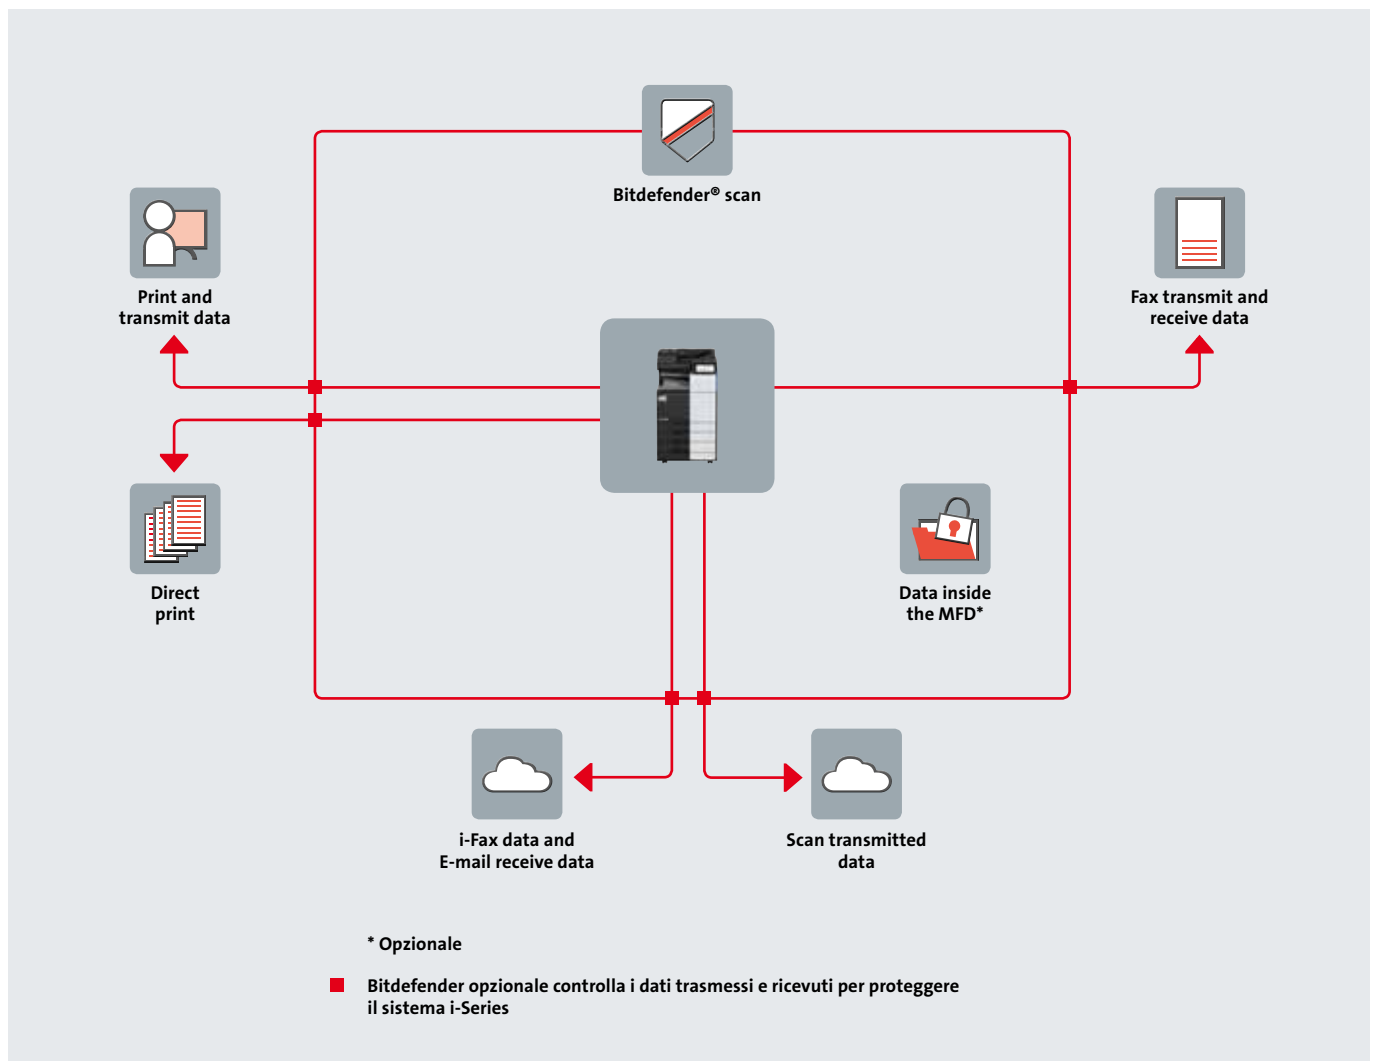 Bitdefender® scan
Print and
transmit data
Fax transmit and
receive data
Direct
print
Data inside
the MFD*
i-Fax data and
E-mail receive data
Scan transmitted
data
* Opzionale
Bitdefender opzionale controlla i dati trasmessi e ricevuti per proteggere
il sistema i-Series